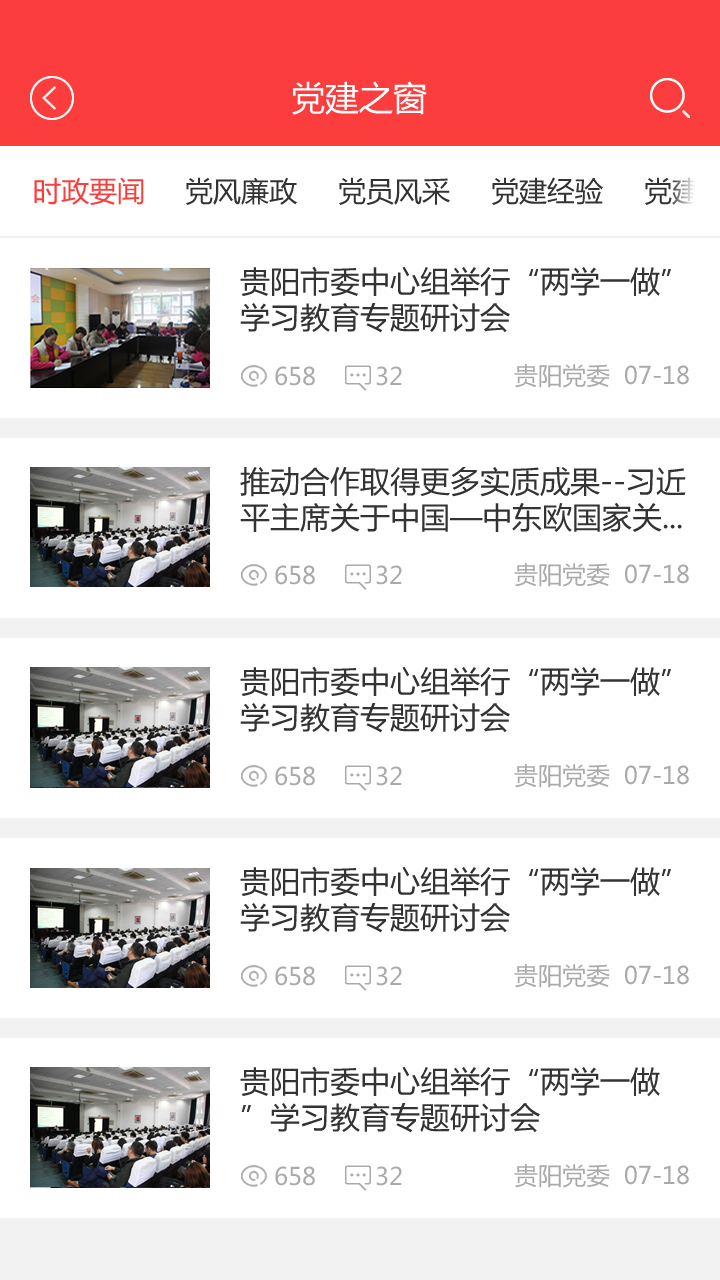 党建之窗
时政要闻 党风廉政 党员风采 党建经验 党建
贵阳市委中心组举行“两学一做”
学习教育专题研讨会
658 32 贵阳党委 07-18
推动合作取得更多实质成果--习近
平主席关于中国—中东欧国家关...
658 32 贵阳党委 07-18
贵阳市委中心组举行“两学一做”
学习教育专题研讨会
658 32 贵阳党委 07-18
贵阳市委中心组举行“两学一做”
学习教育专题研讨会
658 32 贵阳党委 07-18
贵阳市委中心组举行“两学一做
”学习教育专题研讨会
658 32 贵阳党委 07-18